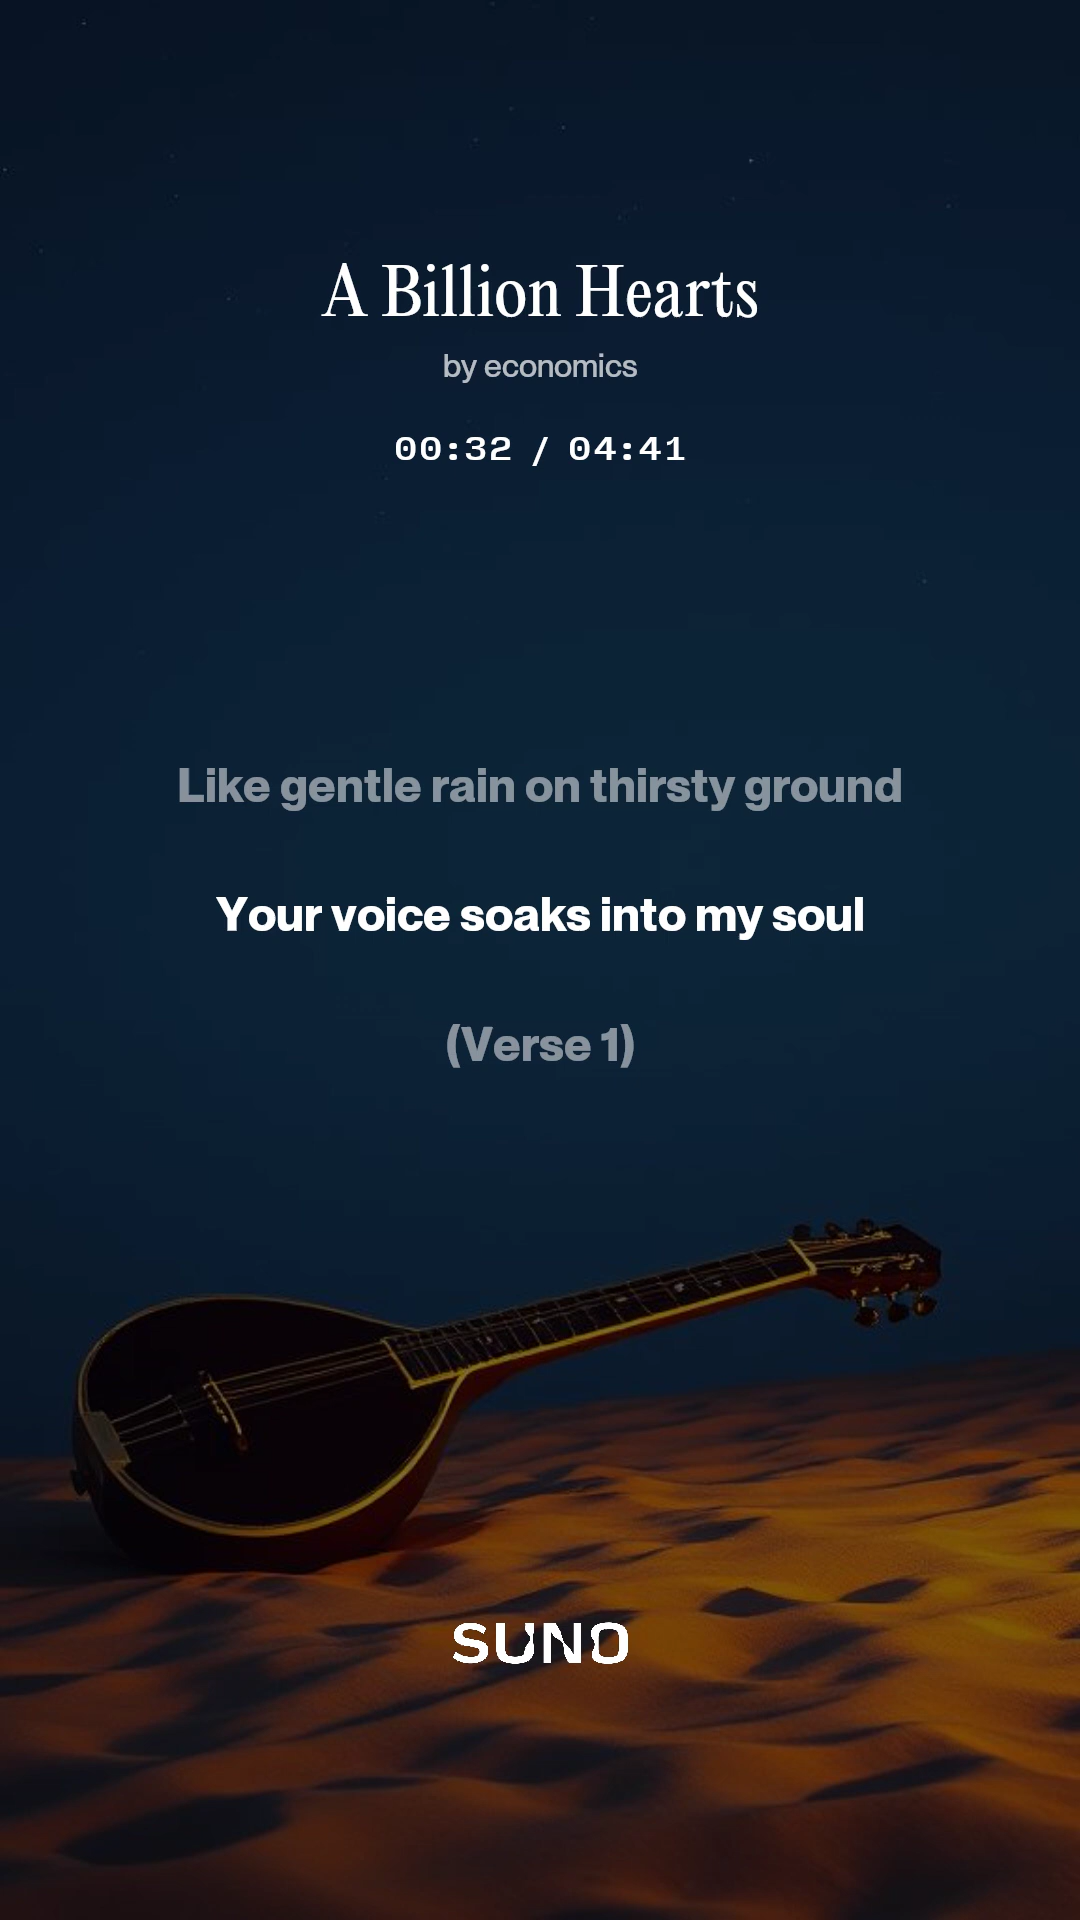 A Billion Hearts
by economics
00:32 / 04:41
Like gentle rain on thirsty ground
Your voice soaks into my soul
(Verse 1)
SUNO